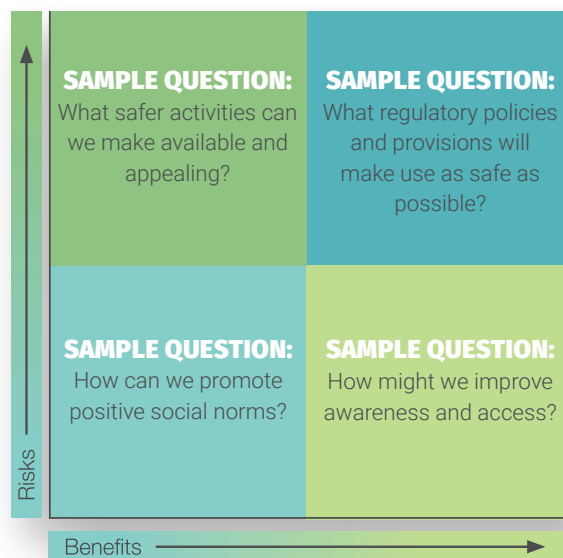 SAMPLE QUESTION:
What safer activities can
we make available and
appealing?
SAMPLE QUESTION:
What regulatory policies
and provisions will
make use as safe as
possible?
SAMPLE QUESTION:
How can we promote
positive social norms?
SAMPLE QUESTION:
How might we improve
awareness and access?
Risks
Benefits